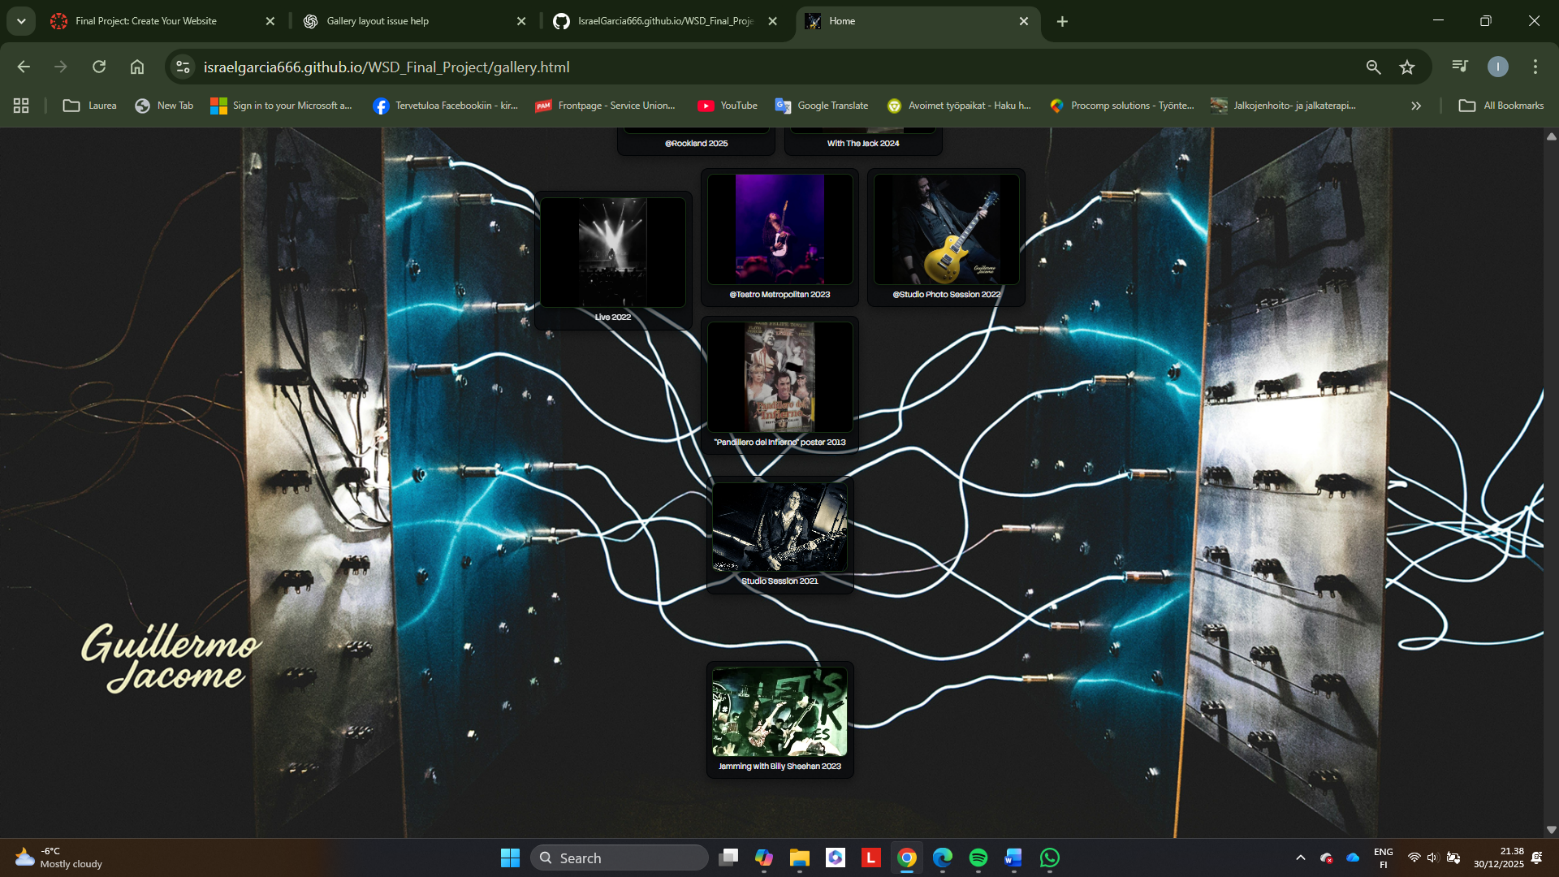 Final Project: Create Your Website
Gallery layout issue help
IsraelGarcia666.github.io/WSD_Final_Proje
Home
israelgarcia666.github.io/WSD_Final_Project/gallery.html
Laurea
New Tab
Sign in to your Microsoft a...
Tervetuloa Facebookiin - kir...
Frontpage - Service Union...
YouTube
Google Translate
Avoimet työpaikat - Haku h...
Procomp solutions - Työnte...
Jalkojenhoito- ja jalkaterapi...
All Bookmarks
@Rockland 2025
With The Jack 2024
@Teatro Metropolitan 2023
@Studio Photo Session 2022
Live 2022
"Pandillero del Infierno" poster 2013
Studio Session 2021
Guillermo
Jacome
LET'S
Jamming with Billy Sheehan 2023
-6°C
Mostly cloudy
Search
ENG
FI
21.38
30/12/2025